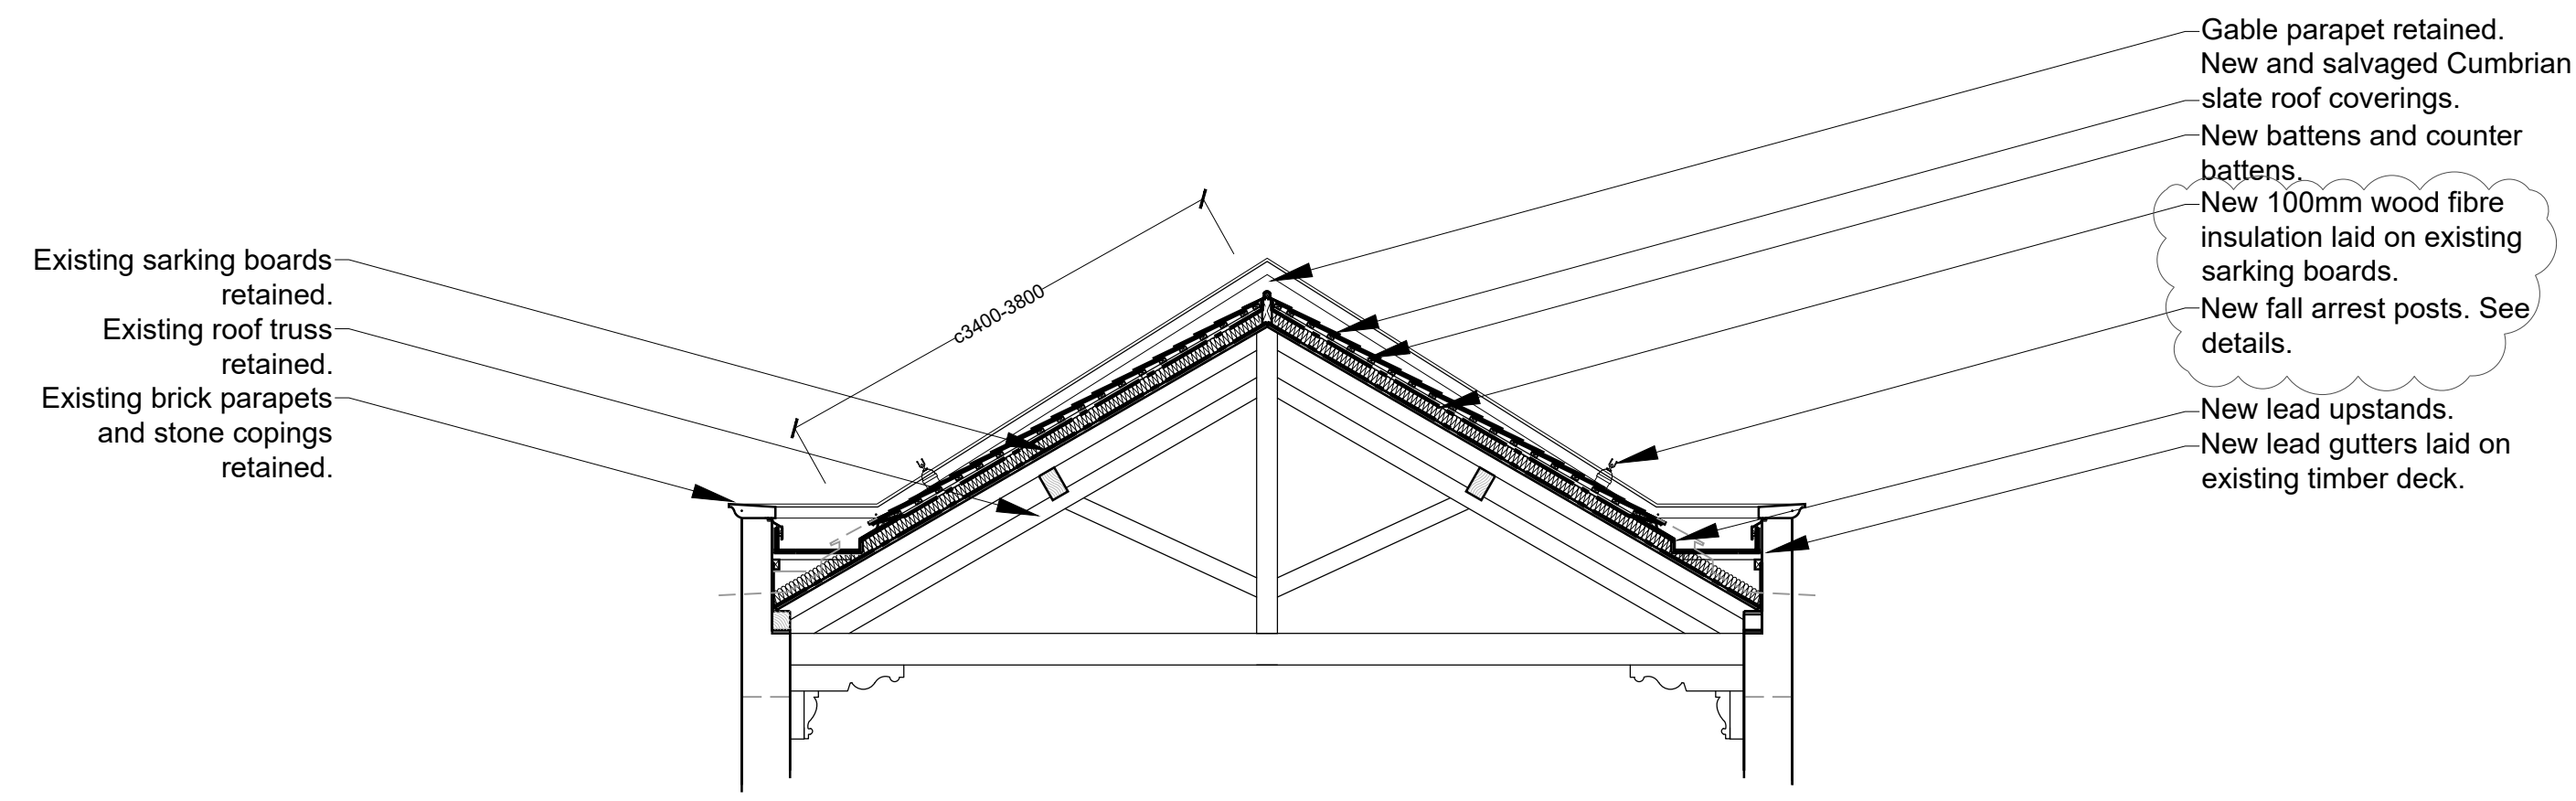 Gable parapet retained.
New and salvaged Cumbrian
slate roof coverings.
New battens and counter
battens.
New 100mm wood fibre
insulation laid on existing
sarking boards.
New fall arrest posts. See
details.
New lead upstands.
New lead gutters laid on
existing timber deck.
Existing sarking boards
retained.
Existing roof truss
retained.
Existing brick parapets
and stone copings
retained.
c3400-3800